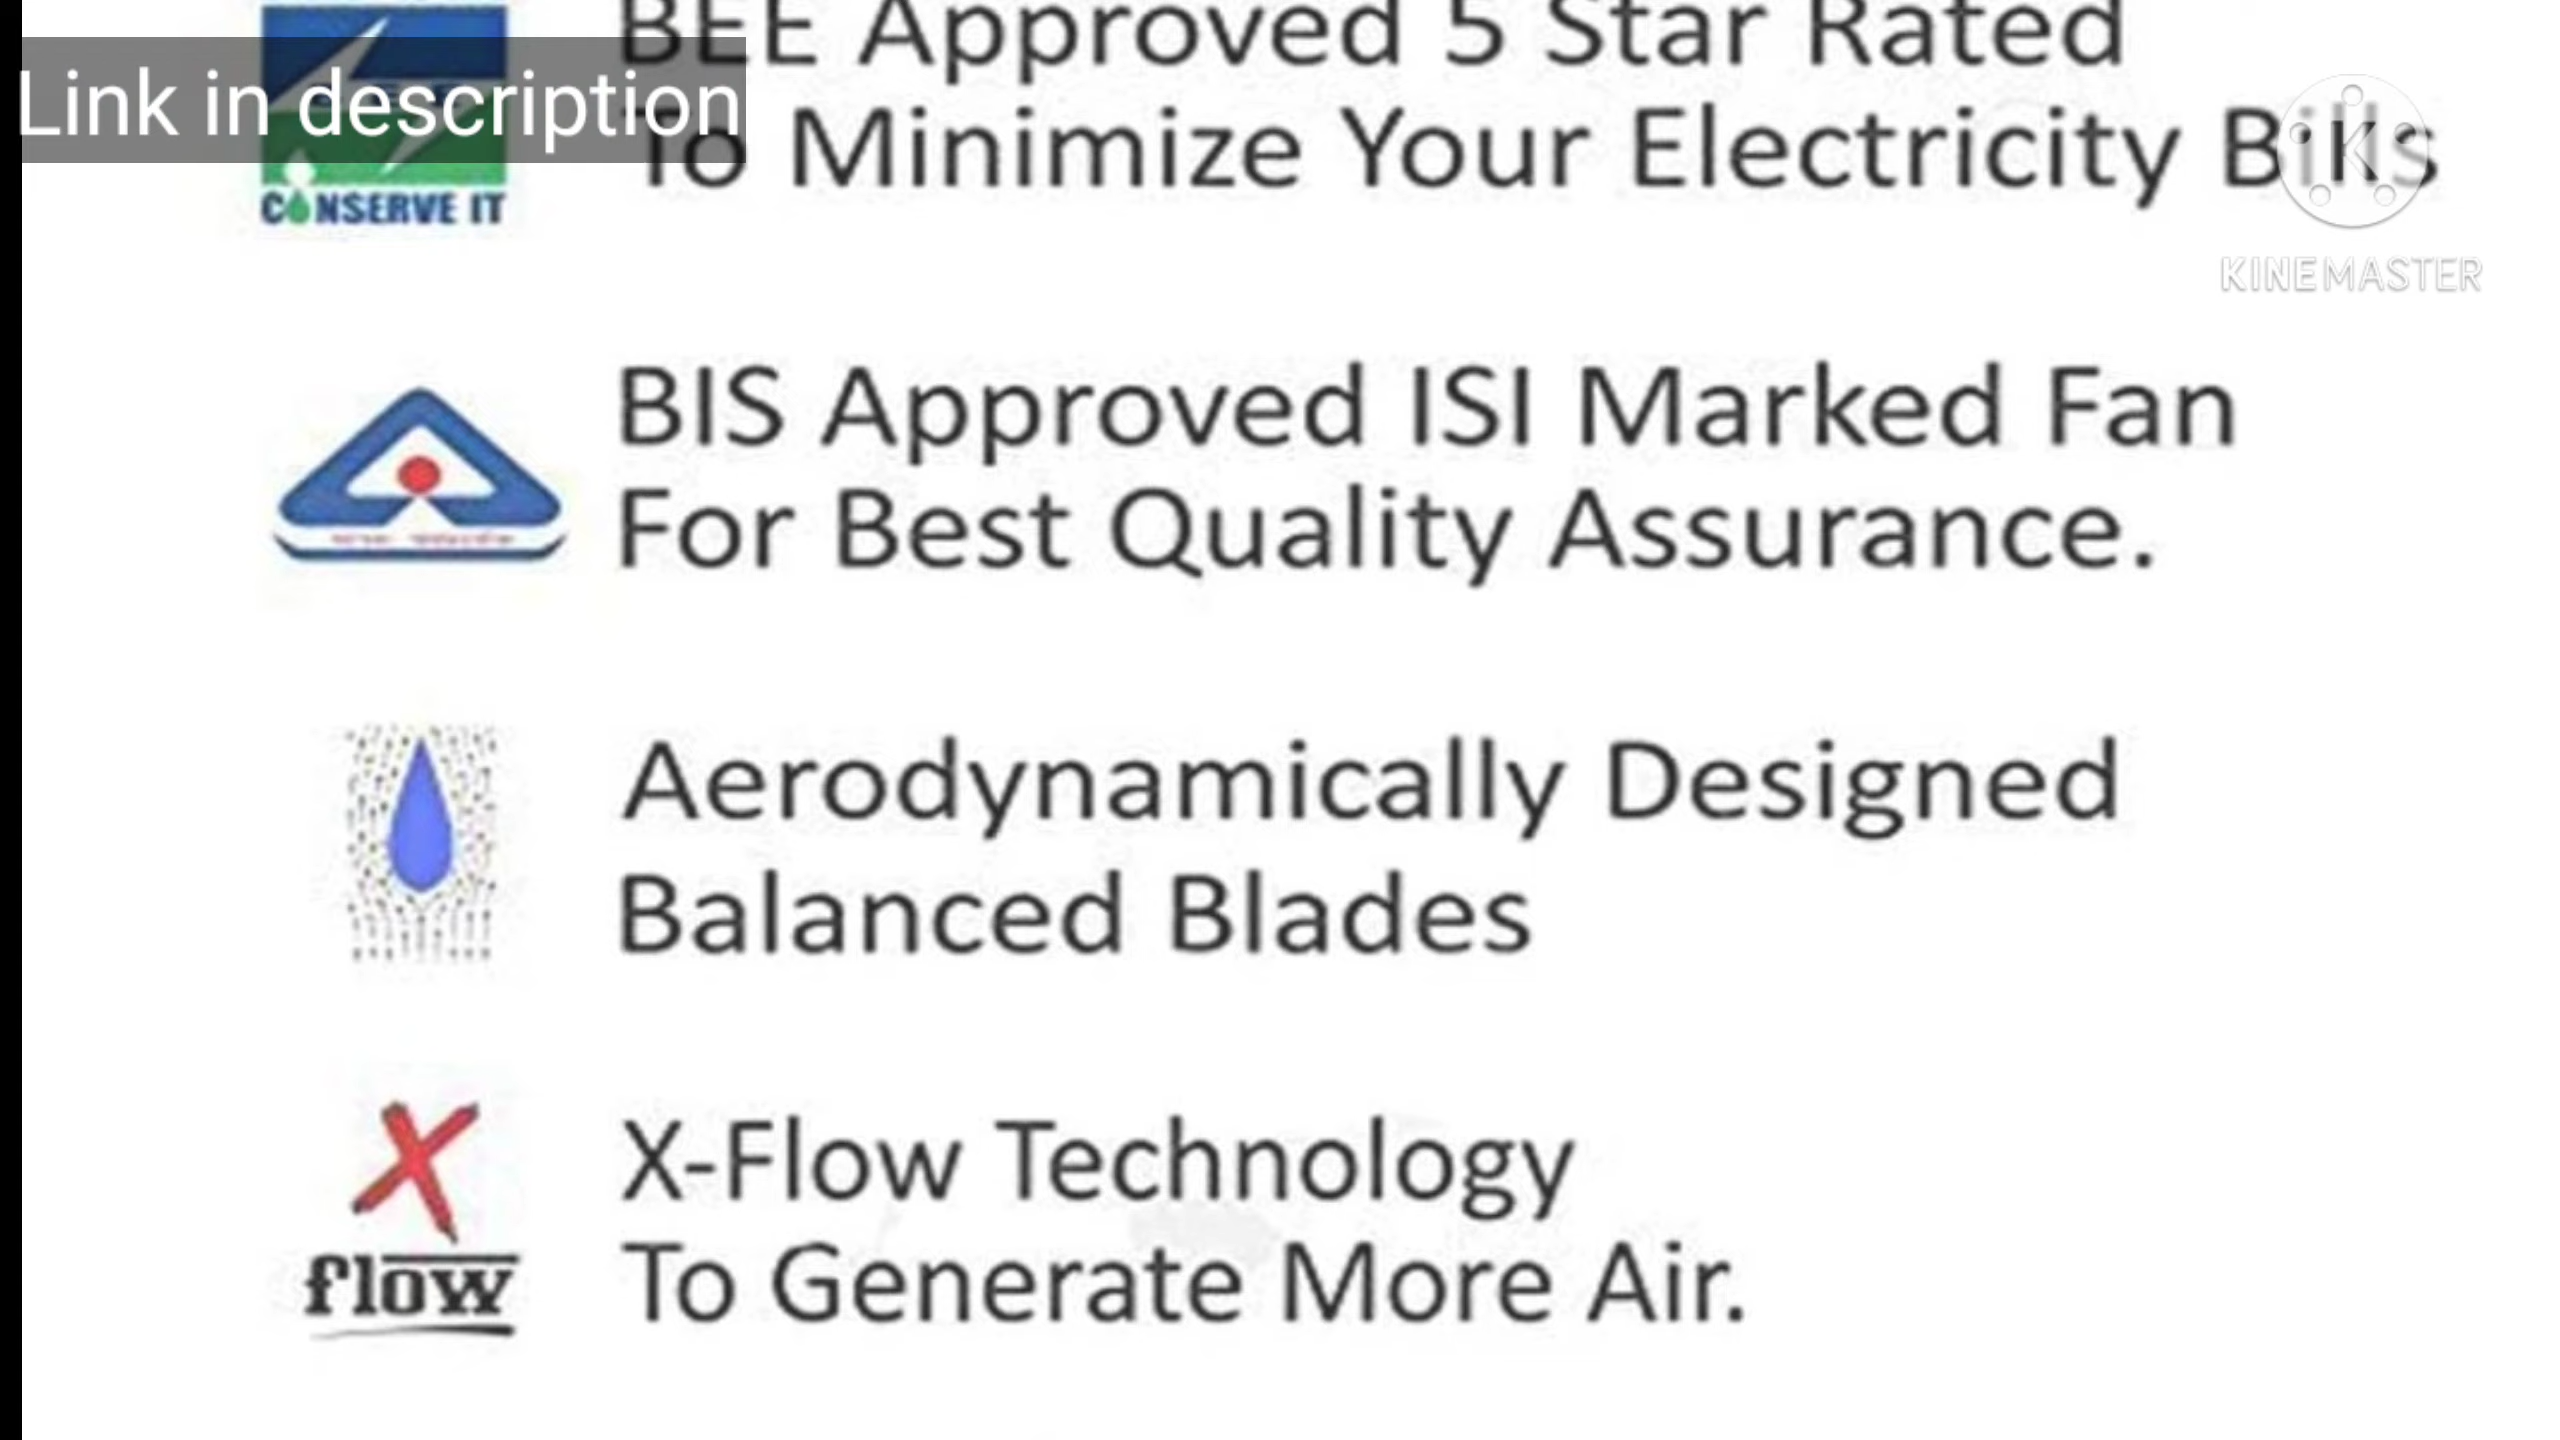 BEE Approved 5 Star Rated
Link in description
To Minimize Your Electricity Bills
CONSERVE IT
KINEMASTER
BIS Approved ISI Marked Fan
For Best Quality Assurance.
Aerodynamically Designed
Balanced Blades
X
flow
X-Flow Technology
To Generate More Air.